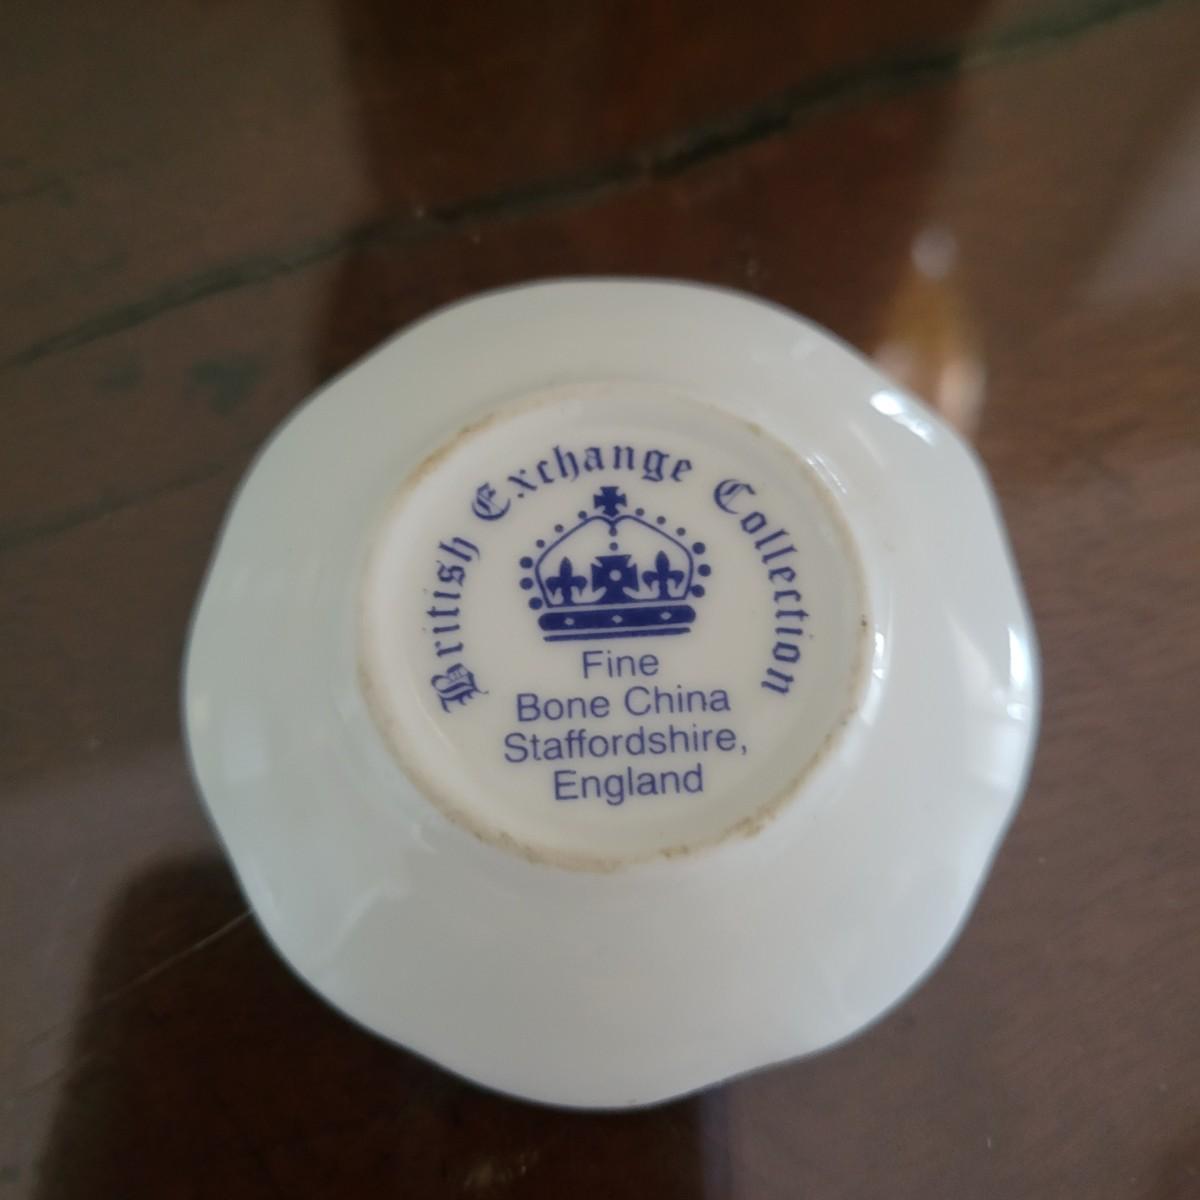 British Exchange Collection
Fine
Bone China
Staffordshire,
England